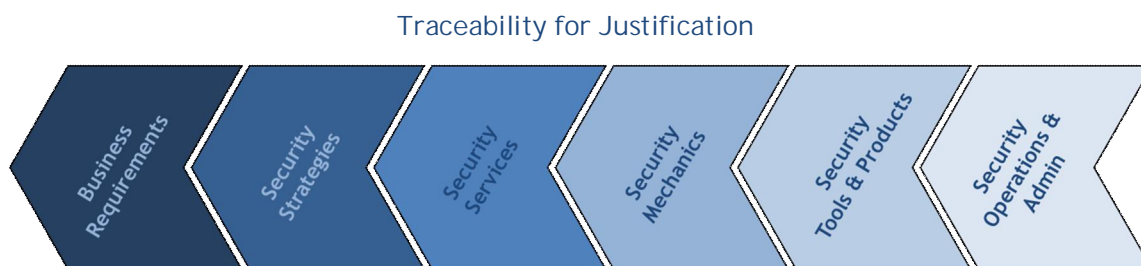 Traceability for Justification
Business
Requirements
Security
Strategies
Security
Services
Security
Mechanics
Security
Tools & Products
Security
Operations &
Admin